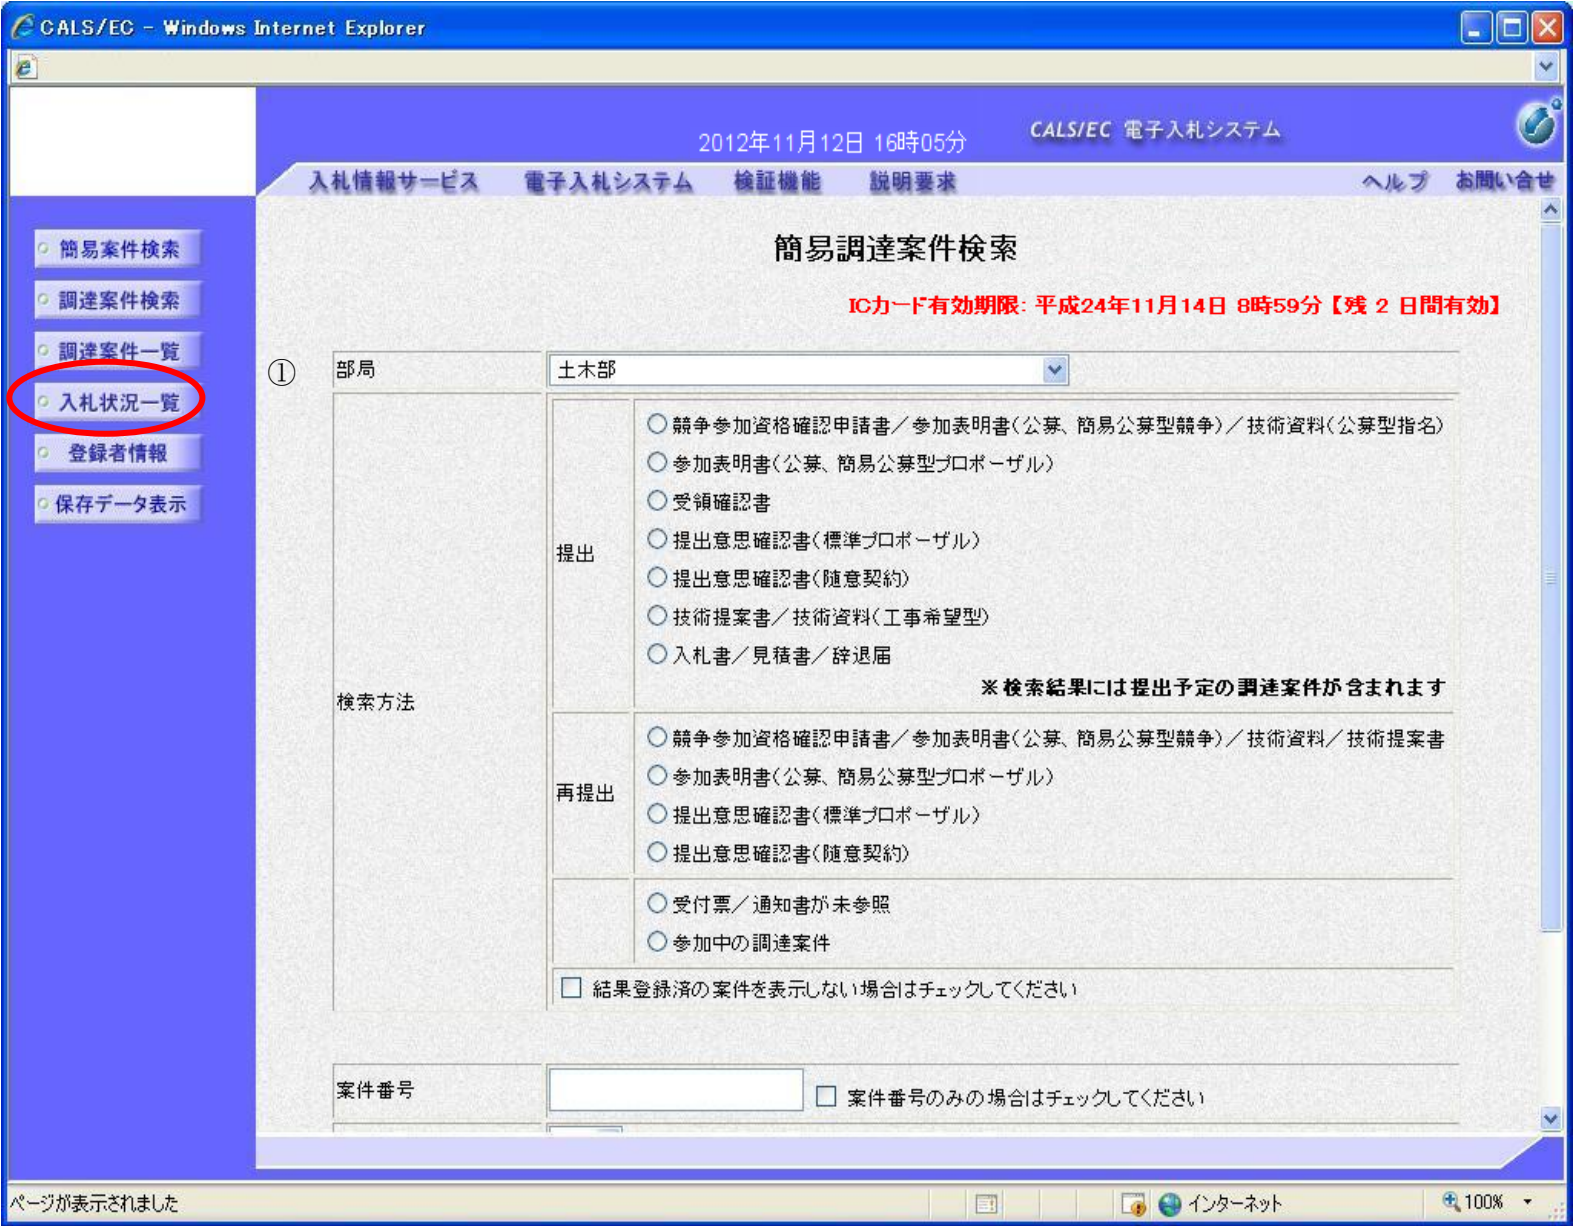 CALS/EC - Windows Internet Explorer
2012年11月12日 16時05分
CALS/EC 電子入札システム
入札情報サービス 電子入札システム 検証機能 説明要求 ヘルプ お問い合せ
簡易案件検索
調達案件検索
調達案件一覧
入札状況一覧
登録者情報
保存データ表示
簡易調達案件検索
ICカード有効期限: 平成24年11月14日 8時59分【残 2 日間有効】
① 部局 土木部
検索方法
提出
競争参加資格確認申請書/参加表明書(公募、簡易公募型競争)/技術資料(公募型指名)
参加表明書(公募、簡易公募型プロポーザル)
受領確認書
提出意思確認書(標準プロポーザル)
提出意思確認書(随意契約)
技術提案書/技術資料(工事希望型)
入札書/見積書/辞退届
※検索結果には提出予定の調達案件が含まれます
再提出
競争参加資格確認申請書/参加表明書(公募、簡易公募型競争)/技術資料/技術提案書
参加表明書(公募、簡易公募型プロポーザル)
提出意思確認書(標準プロポーザル)
提出意思確認書(随意契約)
受付票/通知書が未参照
参加中の調達案件
結果登録済の案件を表示しない場合はチェックしてください
案件番号 案件番号のみの場合はチェックしてください
ページが表示されました インターネット 100%